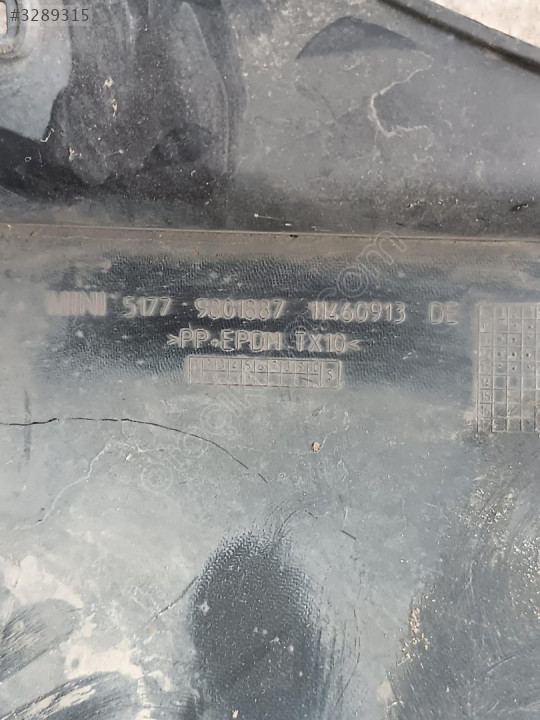 #3289315
MINI 5177 9801887 11460913 DE
>PP+EPDM TX10<